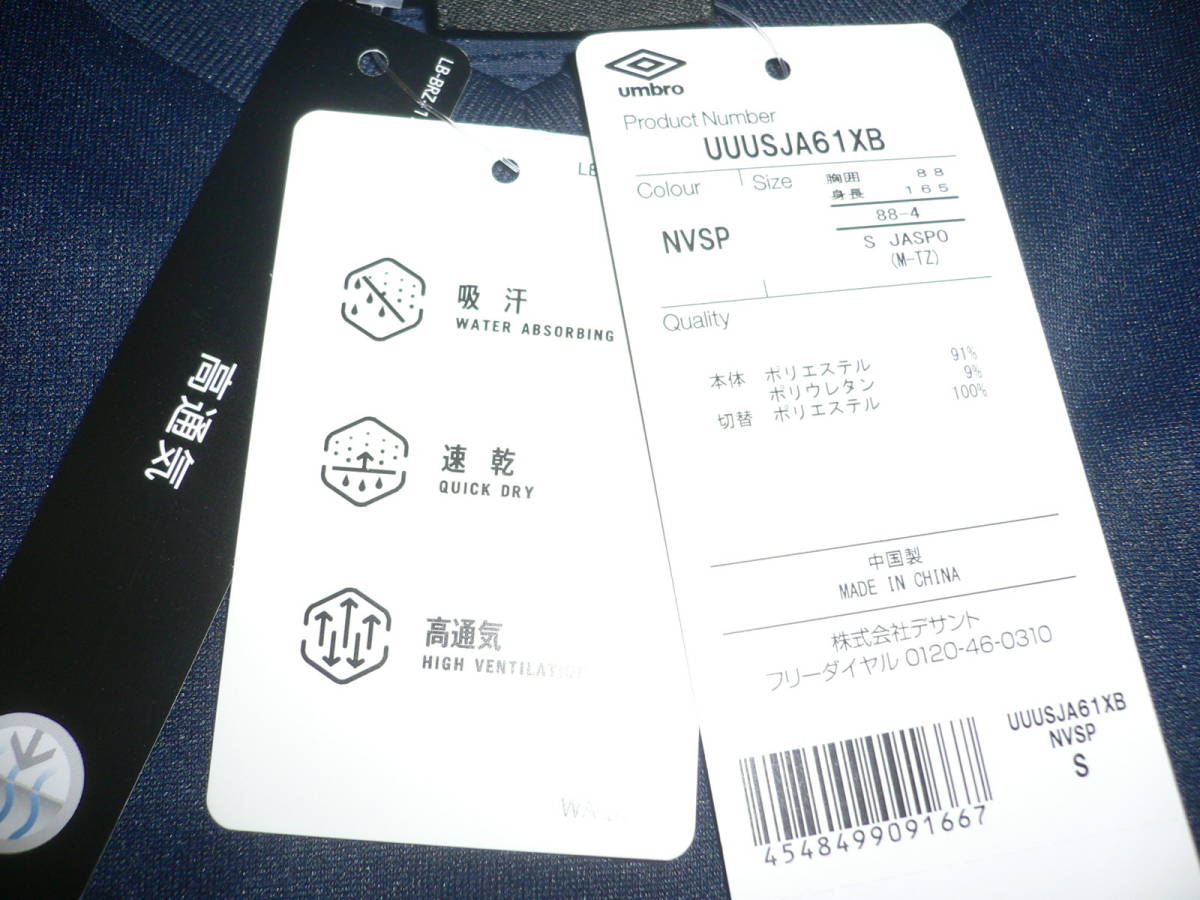 LB-BRZ-1
高通気
吸汗
WATER ABSORBING
速乾
QUICK DRY
高通気
HIGH VENTILATION
umbro
Product Number
UUUSJA61XB
Colour
Size
胸囲 88
身長 165
88-4
NVSP
S JASPO
(M-TZ)
Quality
本体 ポリエステル 91%
ポリウレタン 9%
切替 ポリエステル 100%
中国製
MADE IN CHINA
株式会社デサント
フリーダイヤル 0120-46-0310
UUUSJA61XB
NVSP
S
4548499091667